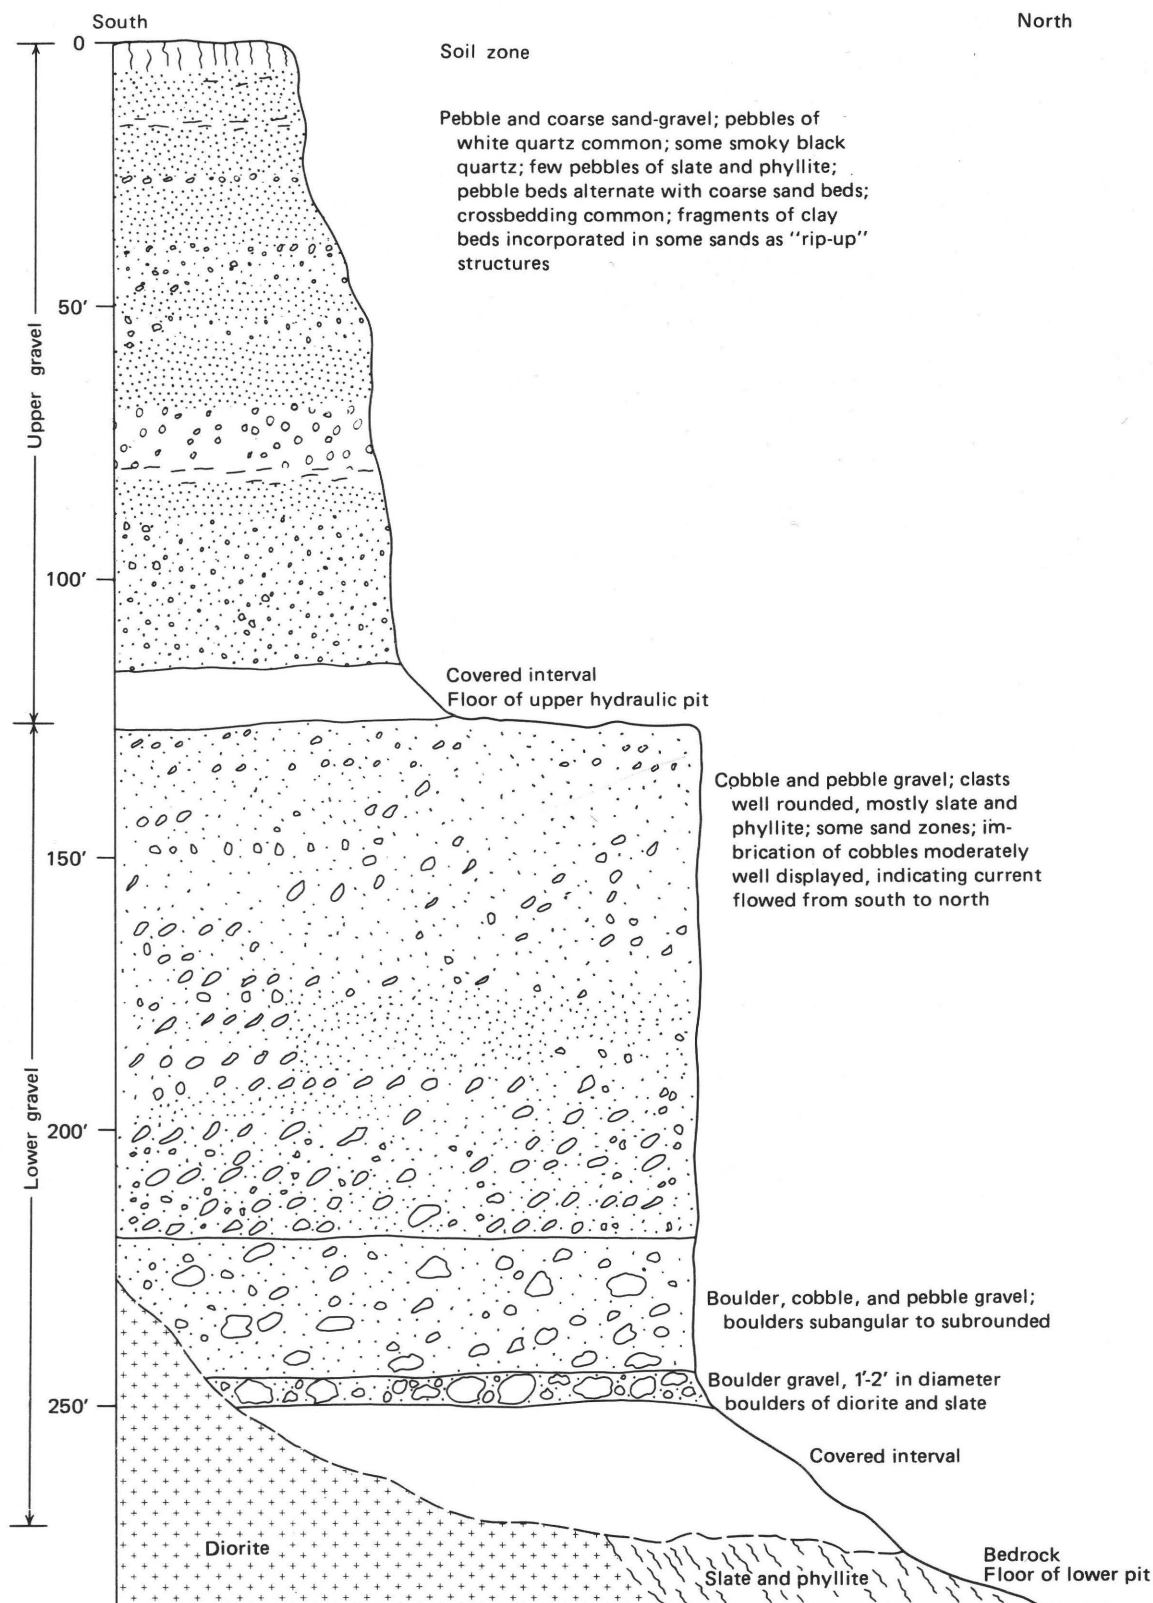 South
North
0
Soil zone
Pebble and coarse sand-gravel; pebbles of
white quartz common; some smoky black
quartz; few pebbles of slate and phyllite;
pebble beds alternate with coarse sand beds;
crossbedding common; fragments of clay
beds incorporated in some sands as "rip-up"
structures
50'
Upper gravel
100'
Covered interval
Floor of upper hydraulic pit
Cobble and pebble gravel; clasts
well rounded, mostly slate and
phyllite; some sand zones; im-
brication of cobbles moderately
well displayed, indicating current
flowed from south to north
150'
Lower gravel
200'
Boulder, cobble, and pebble gravel;
boulders subangular to subrounded
Boulder gravel, 1'-2' in diameter
boulders of diorite and slate
250'
Covered interval
Diorite
Slate and phyllite
Bedrock
Floor of lower pit